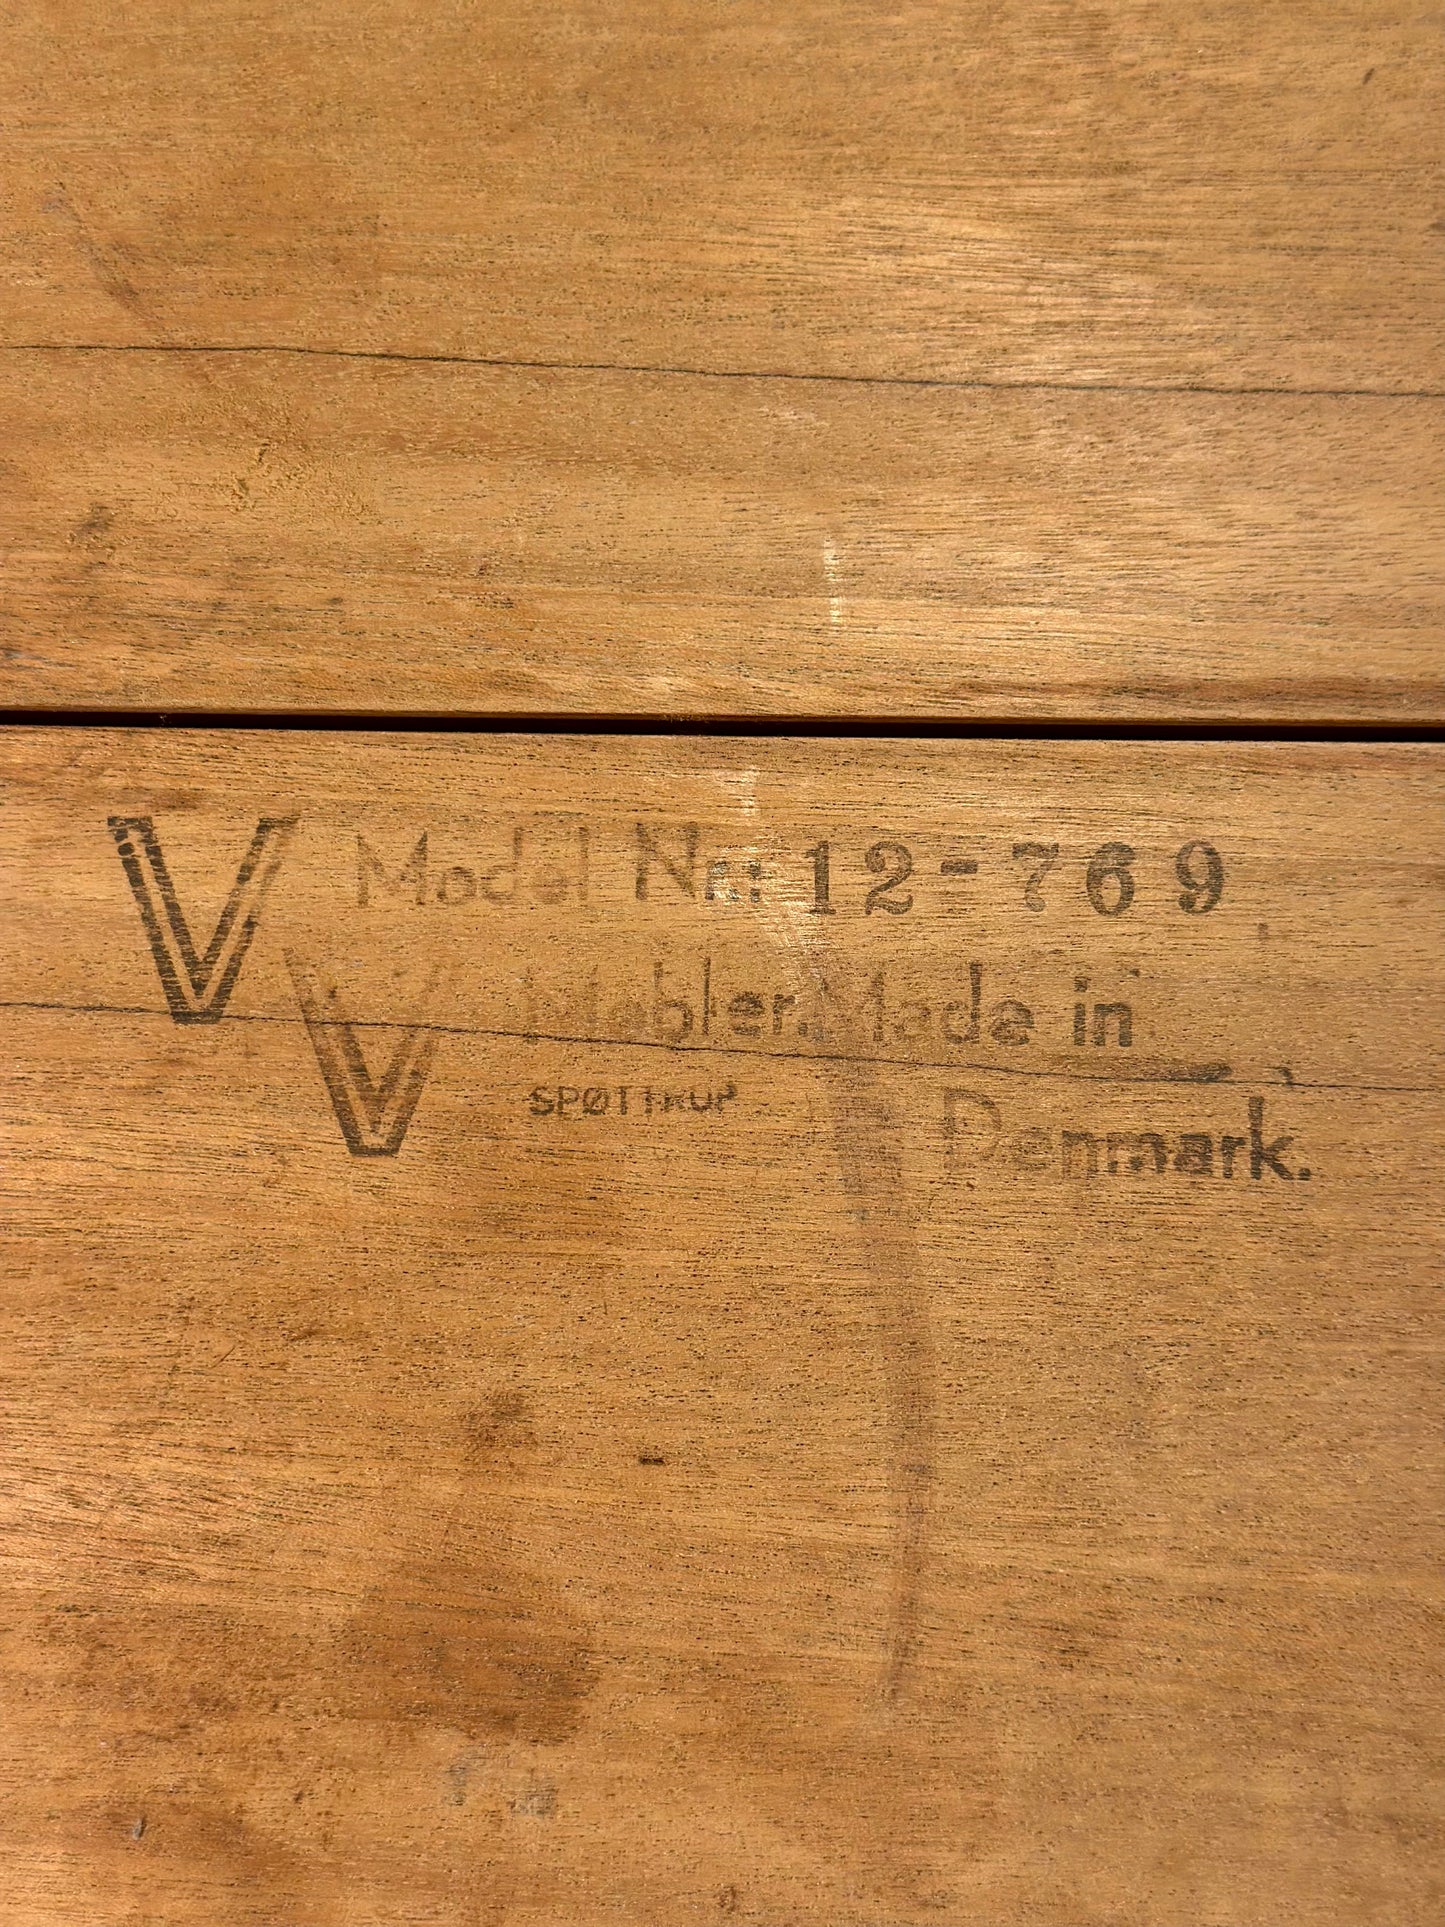 V Model Nr.: 12-769
V Møbler. Made in
SPØTTRUP Denmark.